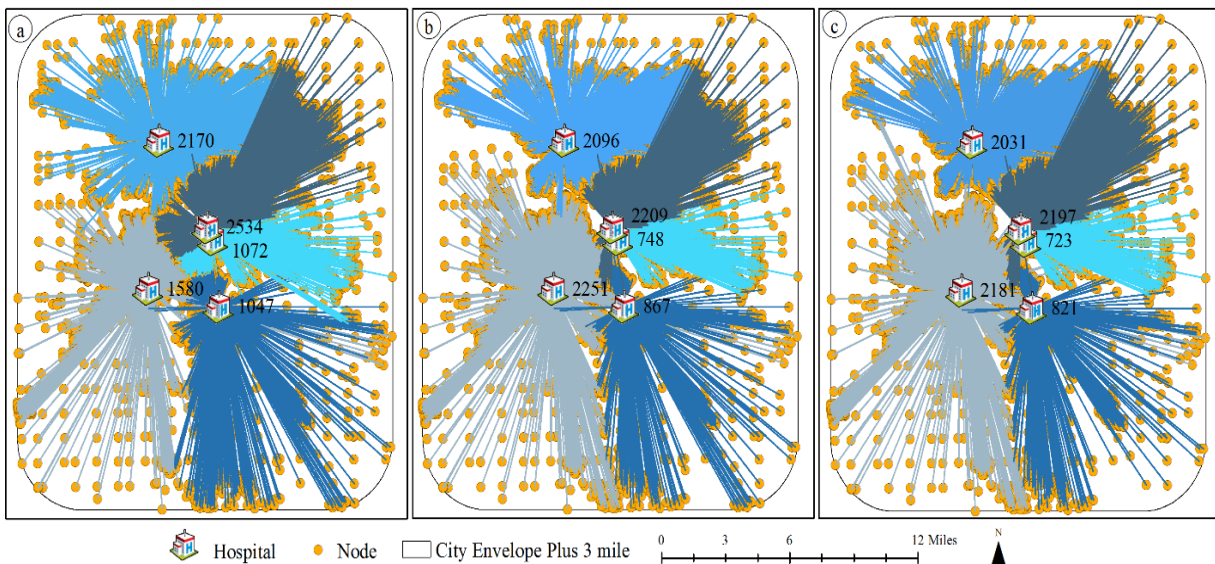 a
2170
2534
1072
1580
1047
b
2096
2209
748
2251
867
c
2031
2197
723
2181
821
Hospital
Node
City Envelope Plus 3 mile
0 3 6 12 Miles
N